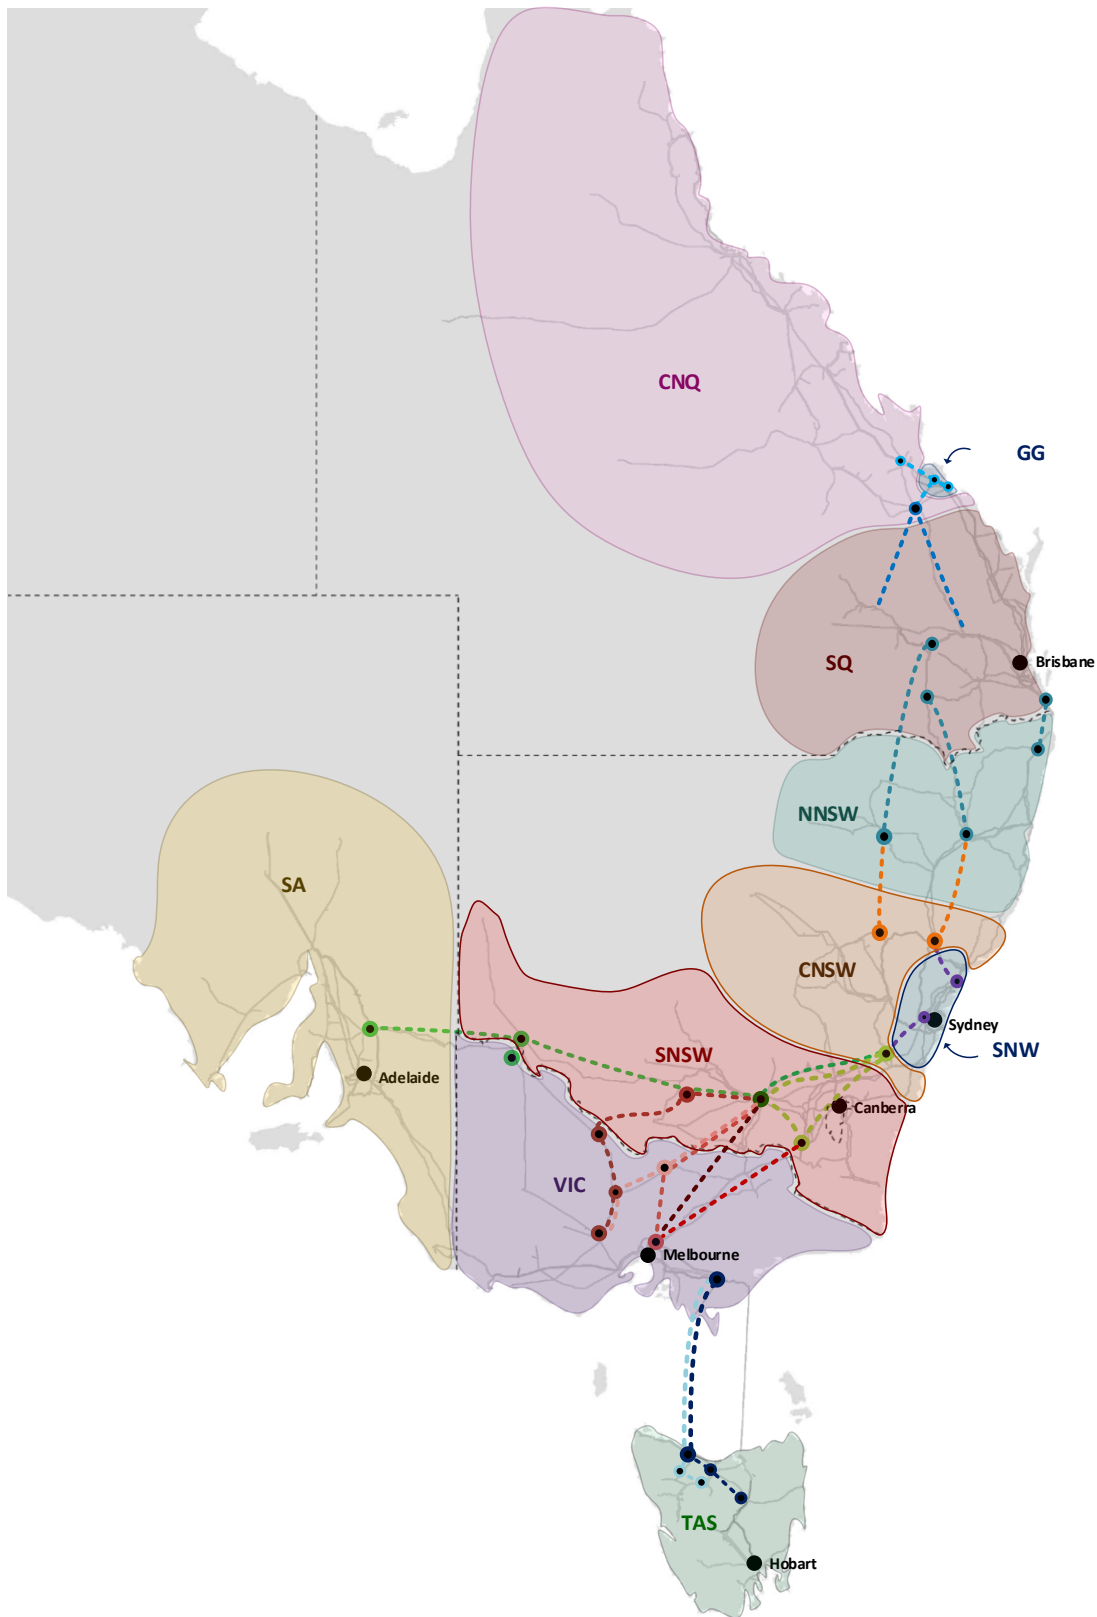 CNQ
GG
SQ
Brisbane
NNSW
SA
CNSW
Sydney
SNW
SNSW
Adelaide
Canberra
VIC
Melbourne
TAS
Hobart